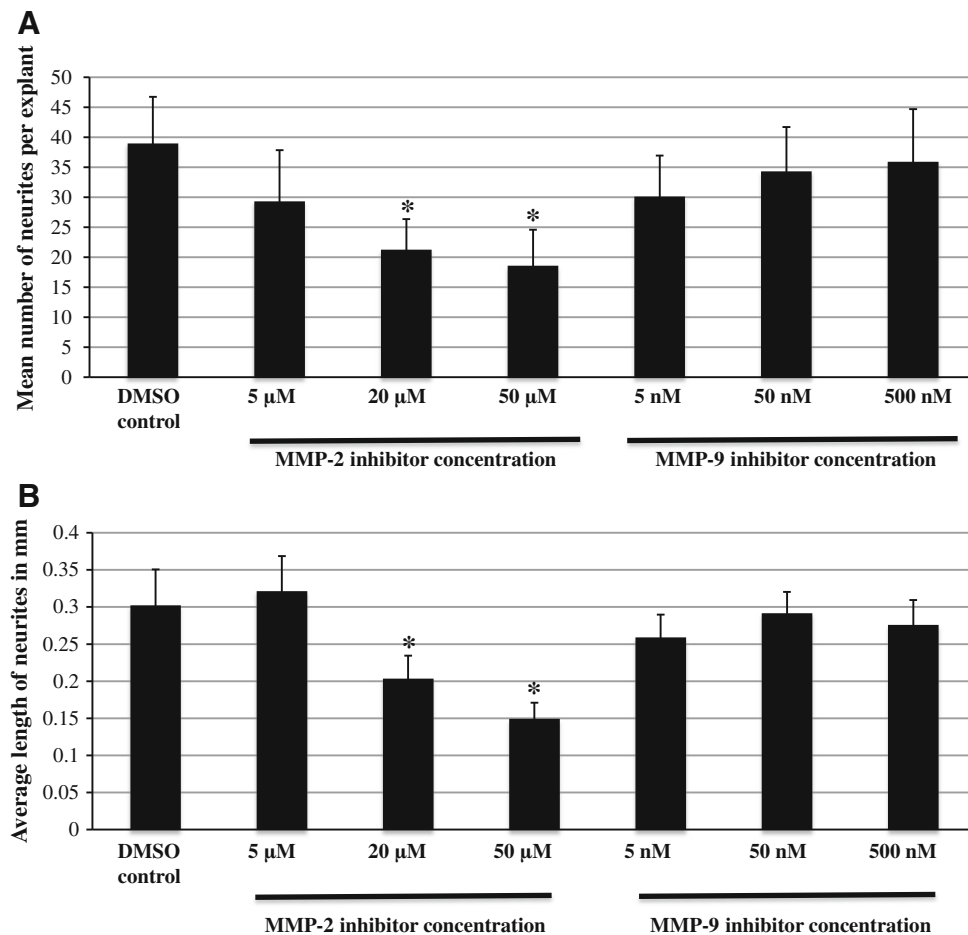 A
Mean number of neurites per explant
50
45
40
35
30
25
20
15
10
5
0
*
*
DMSO control
5 µM
20 µM
50 µM
5 nM
50 nM
500 nM
MMP-2 inhibitor concentration
MMP-9 inhibitor concentration
B
Average length of neurites in mm
0.4
0.35
0.3
0.25
0.2
0.15
0.1
0.05
0
*
*
DMSO control
5 µM
20 µM
50 µM
5 nM
50 nM
500 nM
MMP-2 inhibitor concentration
MMP-9 inhibitor concentration